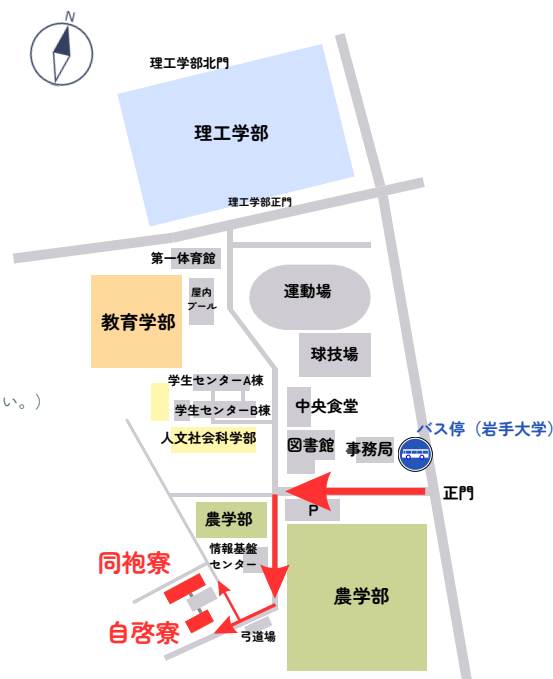 N
理工学部北門
理工学部
理工学部正門
第一体育館
屋内
プール
運動場
教育学部
球技場
学生センターA棟
い。）
中央食堂
学生センターB棟
バス停（岩手大学）
人文社会科学部
図書館
事務局
正門
P
農学部
情報基盤
センター
同袍寮
農学部
自啓寮
弓道場